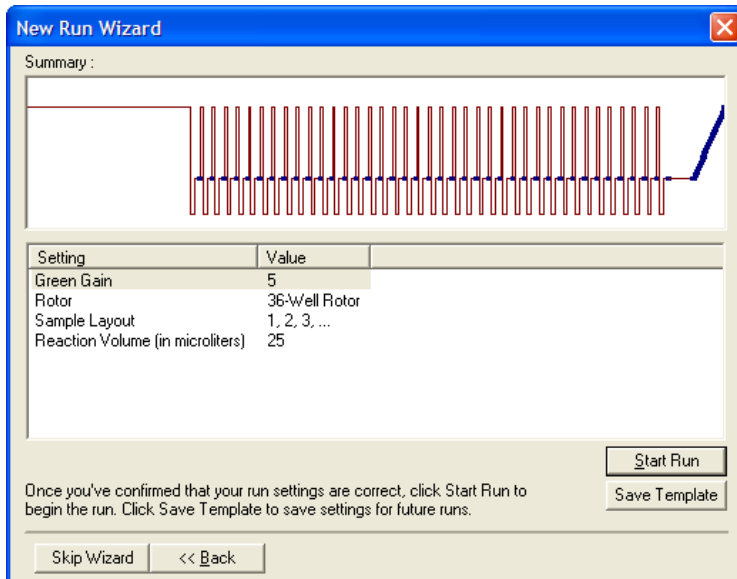 New Run Wizard
Summary :
Setting Value
Green Gain 5
Rotor 36-Well Rotor
Sample Layout 1, 2, 3, ...
Reaction Volume (in microliters) 25
Start Run
Once you've confirmed that your run settings are correct, click Start Run to
begin the run. Click Save Template to save settings for future runs.
Save Template
Skip Wizard << Back